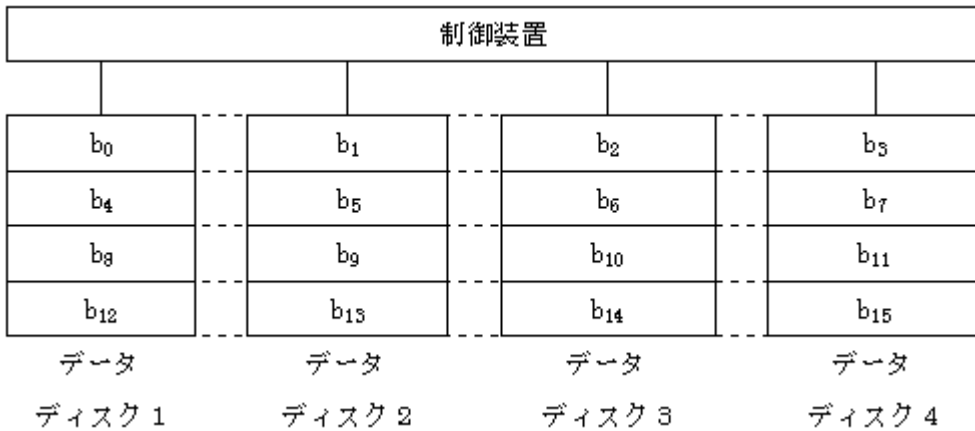 制御装置
b₀ b₁ b₂ b₃
b₄ b₅ b₆ b₇
b₈ b₉ b₁₀ b₁₁
b₁₂ b₁₃ b₁₄ b₁₅
データ データ データ データ
ディスク1 ディスク2 ディスク3 ディスク4